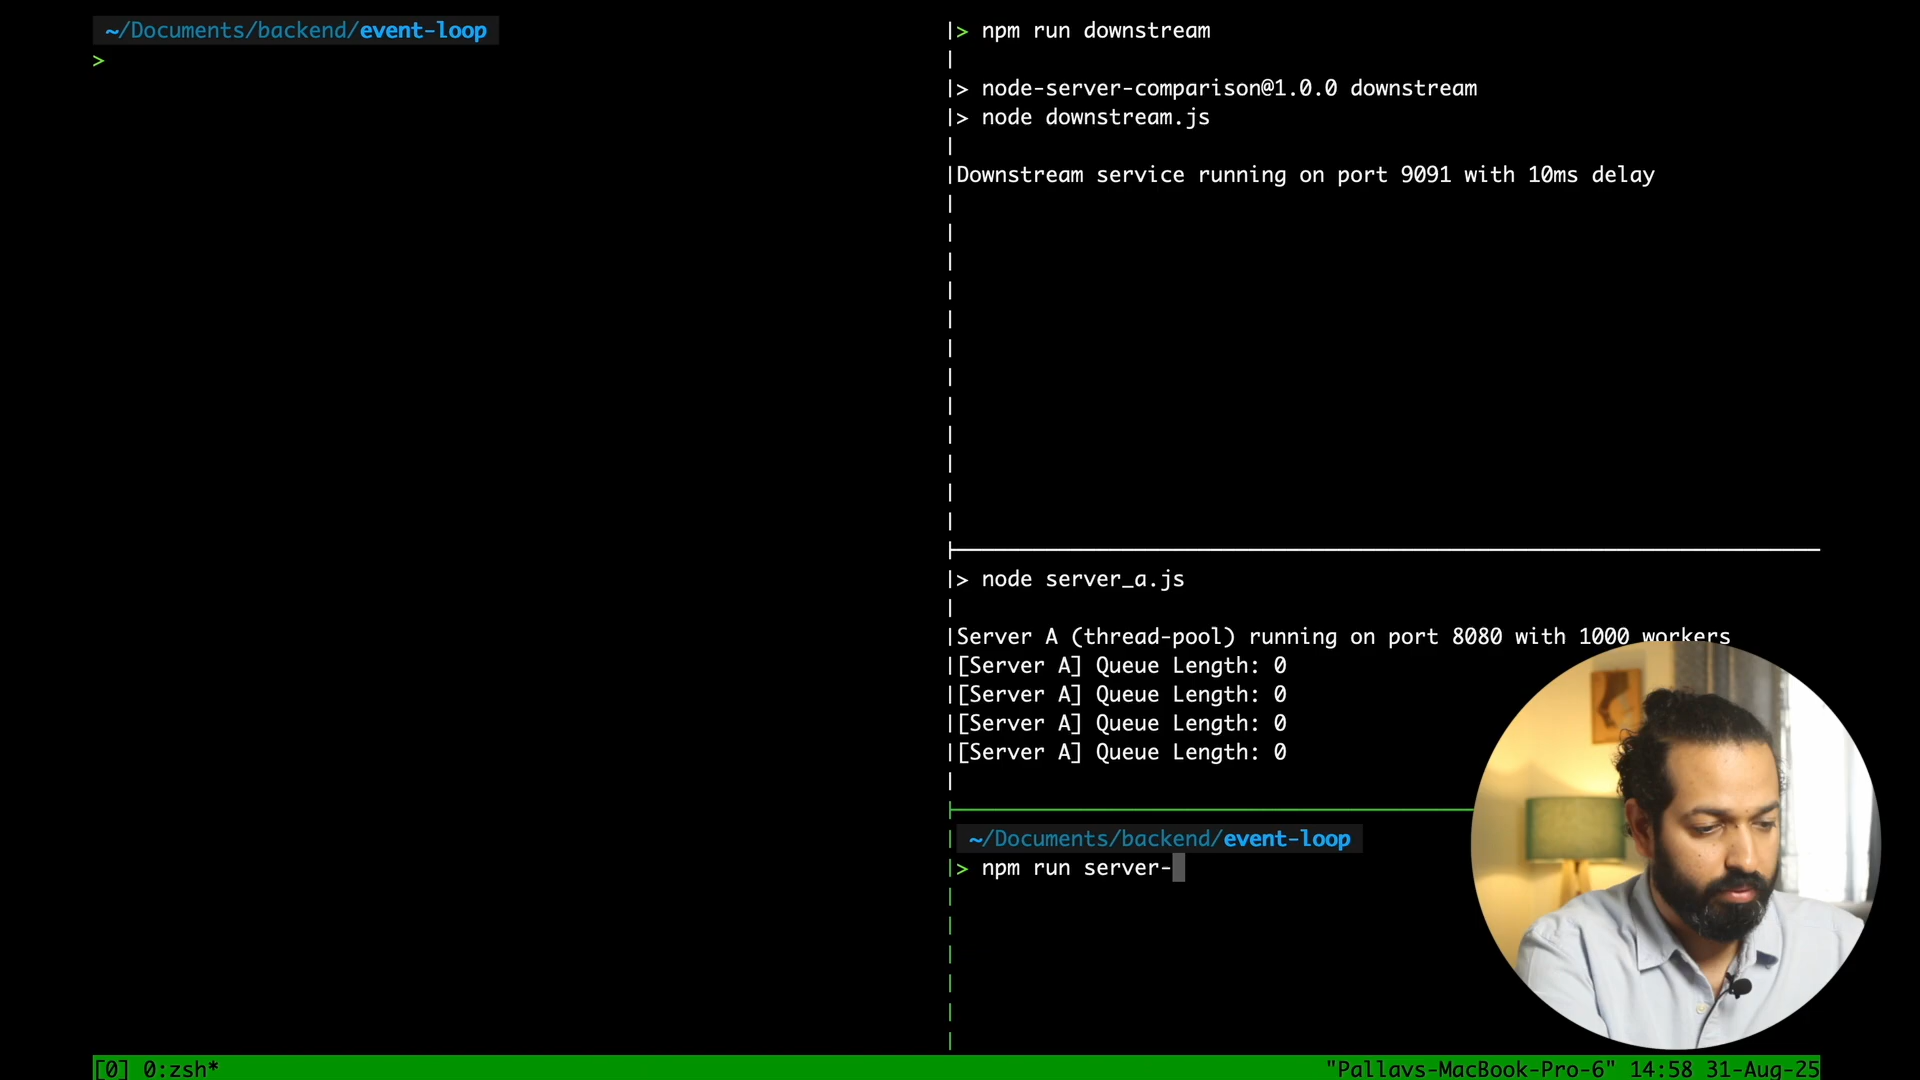 ~/Documents/backend/event-loop
>
> npm run downstream
> node-server-comparison@1.0.0 downstream
> node downstream.js
Downstream service running on port 9091 with 10ms delay
> node server_a.js
Server A (thread-pool) running on port 8080 with 1000 workers
[Server A] Queue Length: 0
[Server A] Queue Length: 0
[Server A] Queue Length: 0
[Server A] Queue Length: 0
~/Documents/backend/event-loop
> npm run server-
[0] 0:zsh* "Pallavs-MacBook-Pro-6" 14:58 31-Aug-25